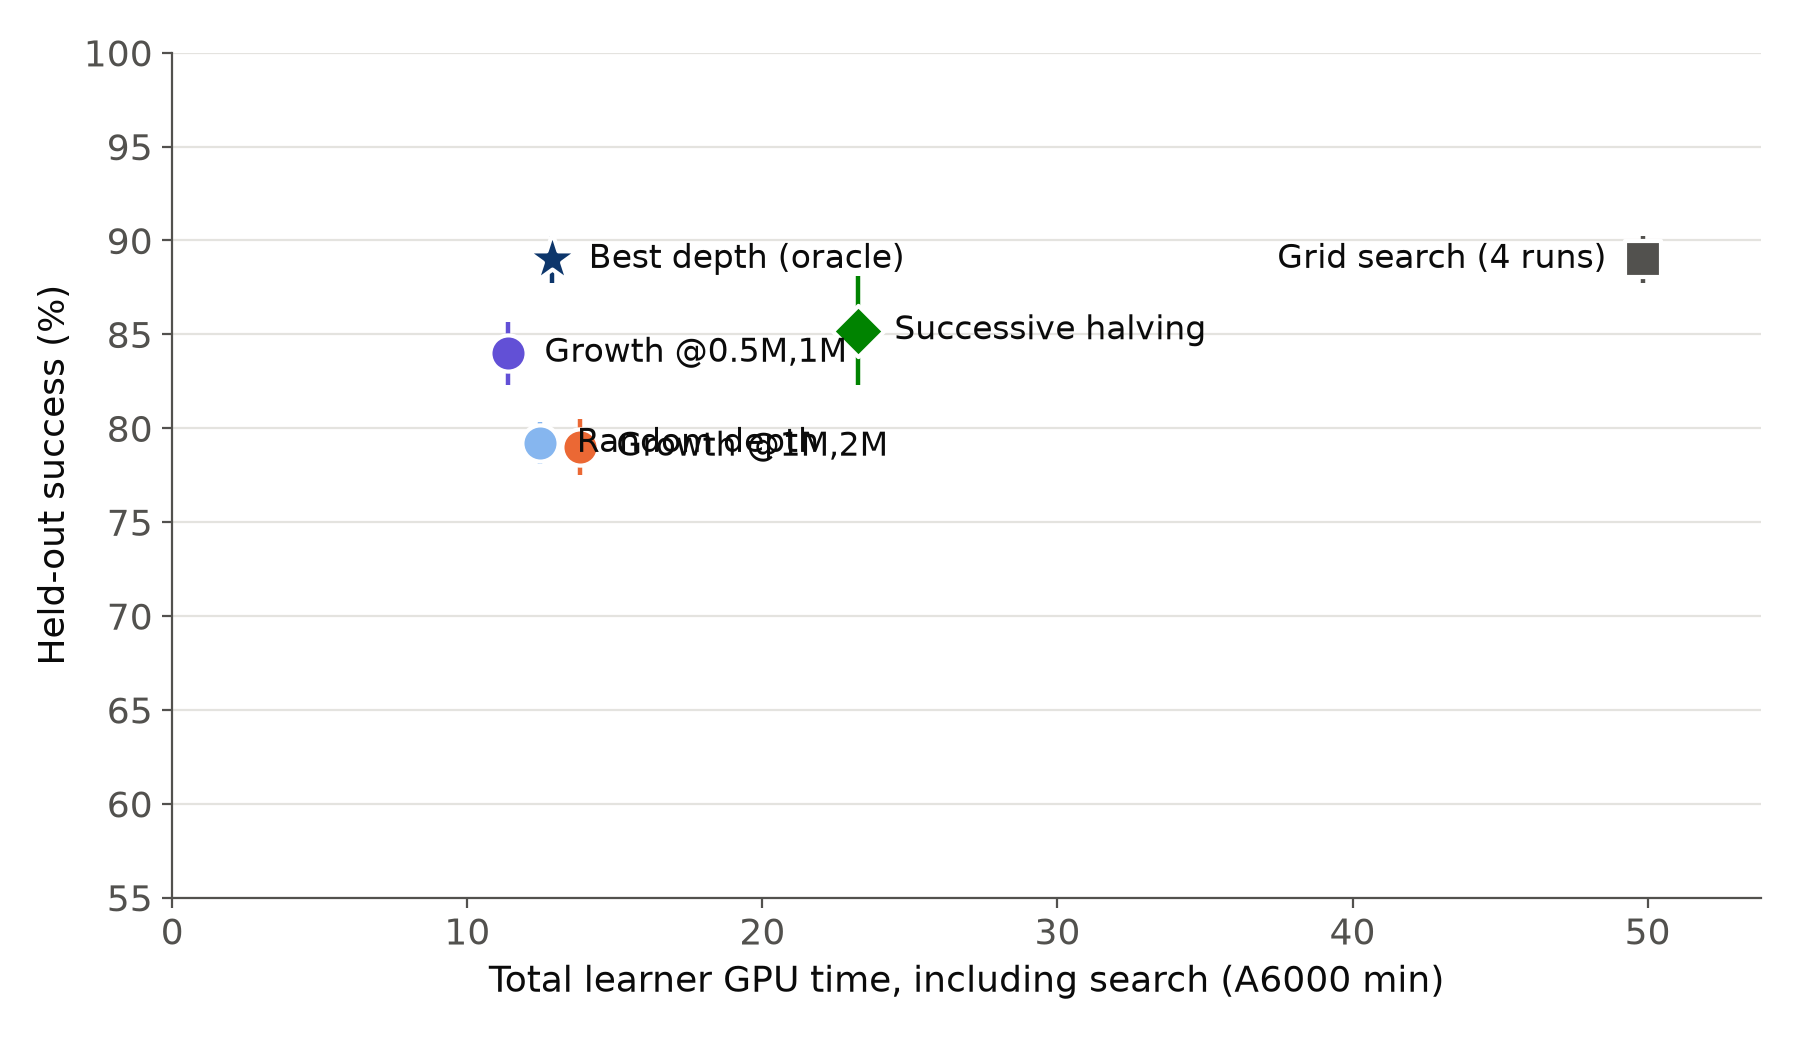 100
95
90
85
80
75
70
65
60
55
Held-out success (%)
Best depth (oracle)
Grid search (4 runs)
Successive halving
Growth @0.5M,1M
Random depth
Growth @1M,2M
0
10
20
30
40
50
Total learner GPU time, including search (A6000 min)